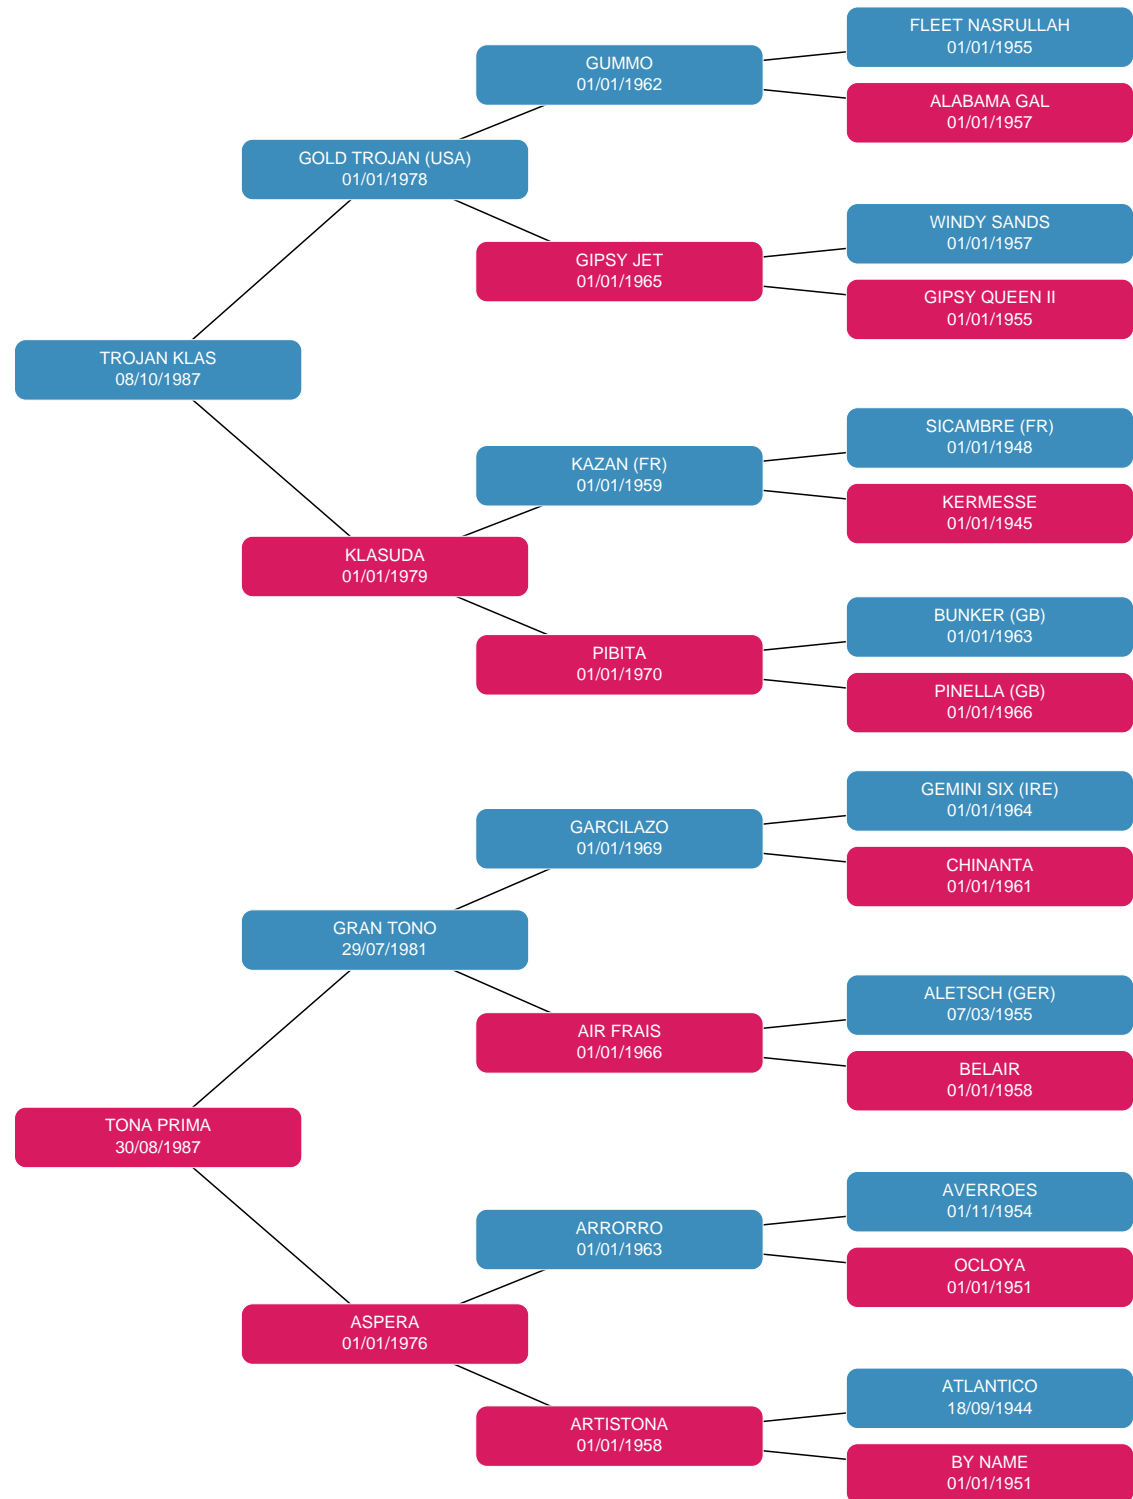 FLEET NASRULLAH
01/01/1955
GUMMO
01/01/1962
ALABAMA GAL
01/01/1957
GOLD TROJAN (USA)
01/01/1978
WINDY SANDS
01/01/1957
GIPSY JET
01/01/1965
GIPSY QUEEN II
01/01/1955
TROJAN KLAS
08/10/1987
SICAMBRE (FR)
01/01/1948
KAZAN (FR)
01/01/1959
KERMESSE
01/01/1945
KLASUDA
01/01/1979
BUNKER (GB)
01/01/1963
PIBITA
01/01/1970
PINELLA (GB)
01/01/1966
GEMINI SIX (IRE)
01/01/1964
GARCILAZO
01/01/1969
CHINANTA
01/01/1961
GRAN TONO
29/07/1981
ALETSCH (GER)
07/03/1955
AIR FRAIS
01/01/1966
BELAIR
01/01/1958
TONA PRIMA
30/08/1987
AVERROES
01/11/1954
ARRORRO
01/01/1963
OCLOYA
01/01/1951
ASPERA
01/01/1976
ATLANTICO
18/09/1944
ARTISTONA
01/01/1958
BY NAME
01/01/1951